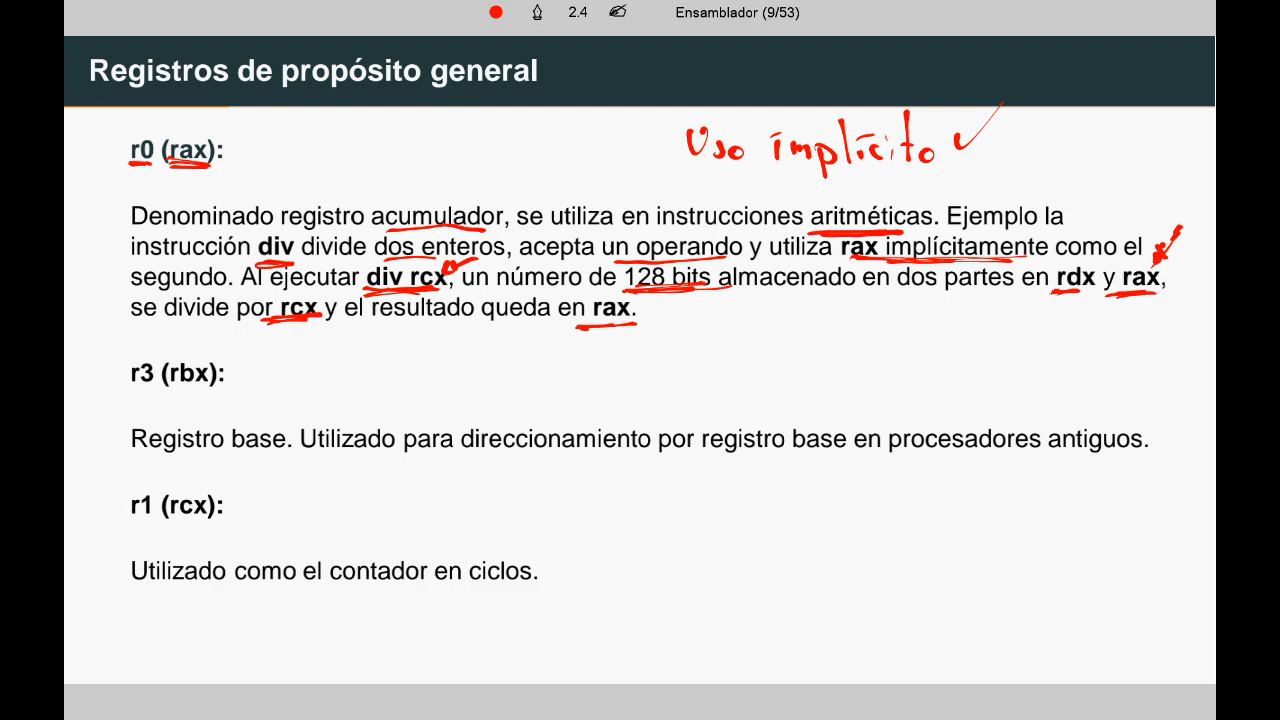 2.4 Ensamblador (9/53)
Registros de propósito general
r0 (rax):
Uso implícito
Denominado registro acumulador, se utiliza en instrucciones aritméticas. Ejemplo la
instrucción div divide dos enteros, acepta un operando y utiliza rax implícitamente como el
segundo. Al ejecutar div rcx, un número de 128 bits almacenado en dos partes en rdx y rax,
se divide por rcx y el resultado queda en rax.
r3 (rbx):
Registro base. Utilizado para direccionamiento por registro base en procesadores antiguos.
r1 (rcx):
Utilizado como el contador en ciclos.